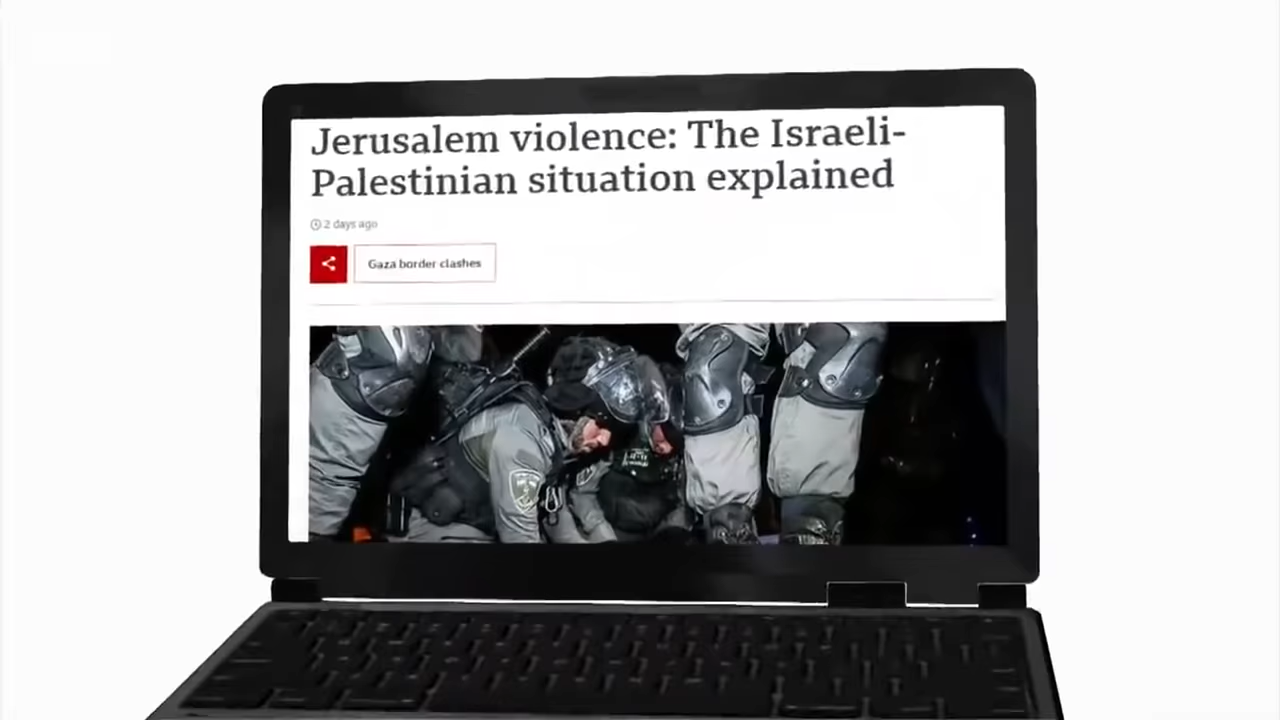 Jerusalem violence: The Israeli-
Palestinian situation explained
2 days ago
Gaza border clashes